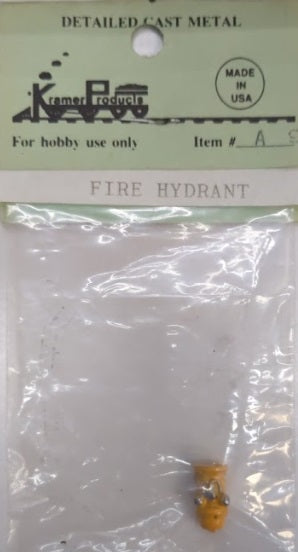 DETAILED CAST METAL
Kramer Products
MADE
IN
USA
For hobby use only
Item # A
FIRE HYDRANT